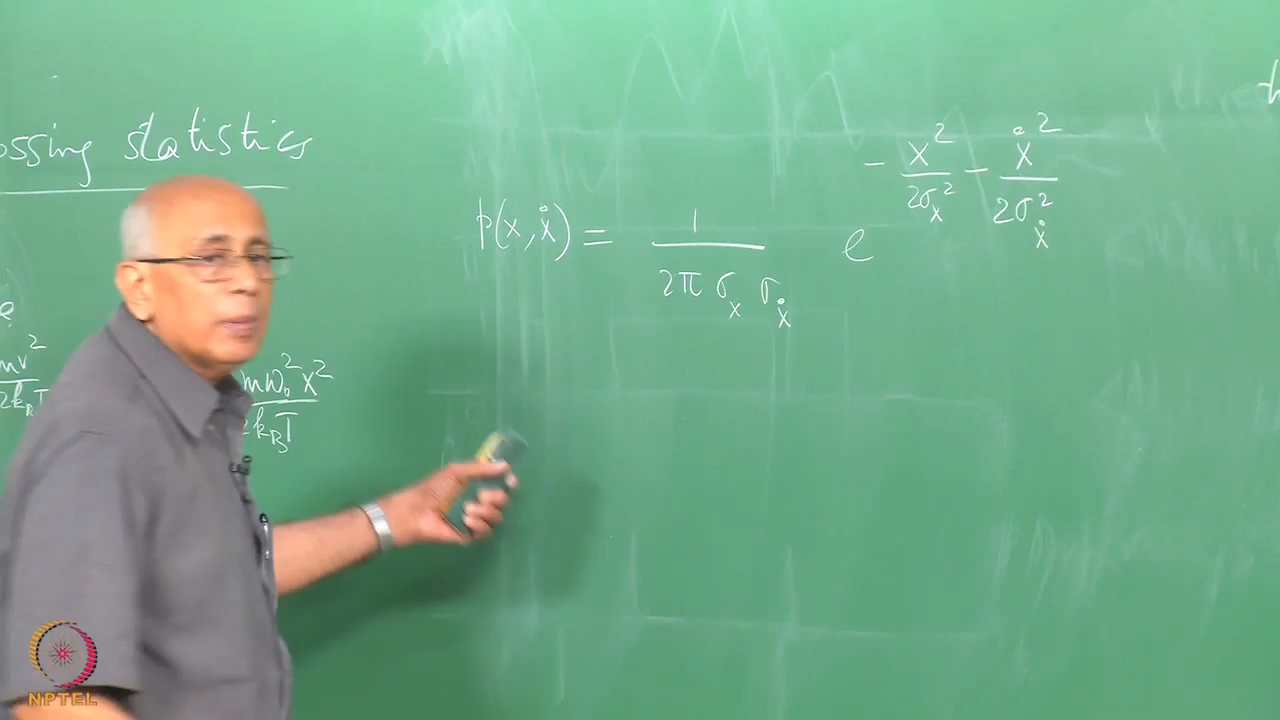 ossing statistics
p(x, ẋ) = 1 / (2π σ_x σ_ẋ) e^{- x² / 2σ_x² - ẋ² / 2σ_ẋ²}
e
mv² / 2k_BT
mω₀²x² / 2k_BT
NPTEL